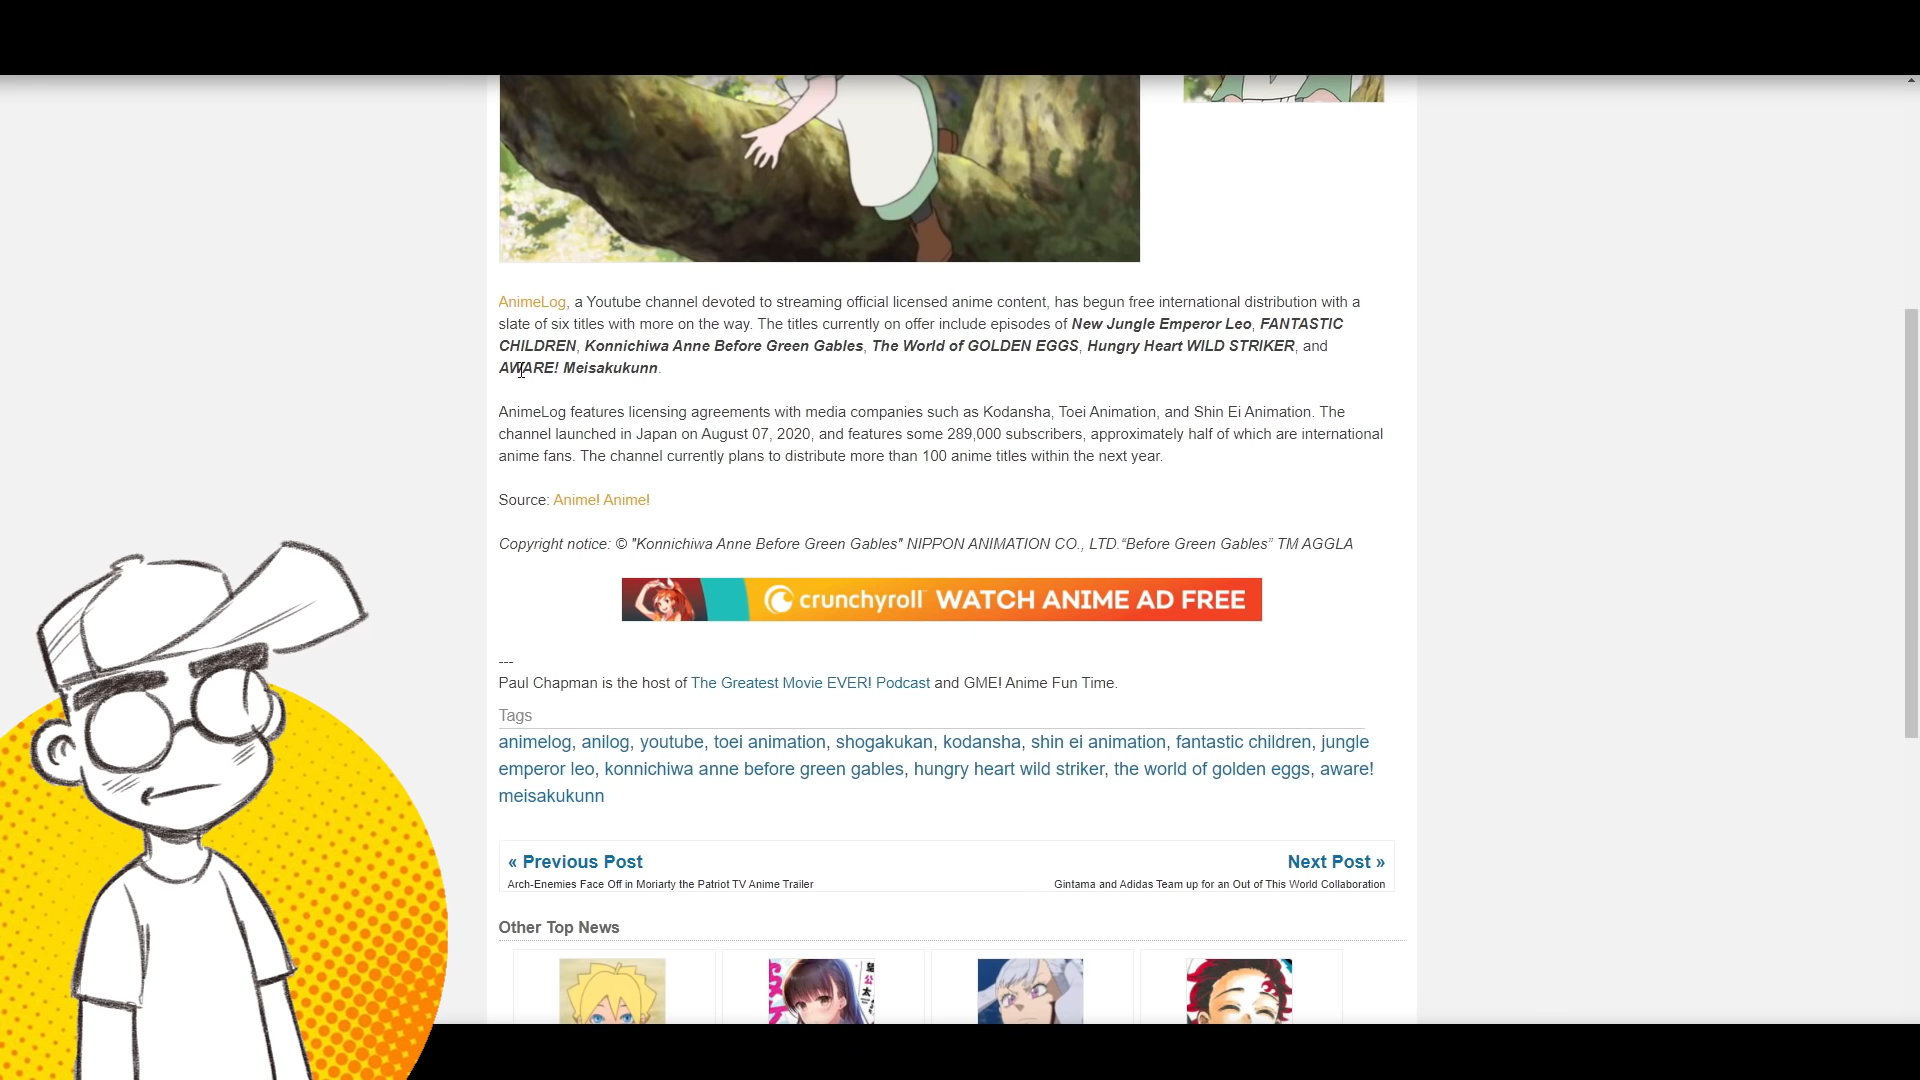 AnimeLog, a Youtube channel devoted to streaming official licensed anime content, has begun free international distribution with a
slate of six titles with more on the way. The titles currently on offer include episodes of New Jungle Emperor Leo, FANTASTIC
CHILDREN, Konnichiwa Anne Before Green Gables, The World of GOLDEN EGGS, Hungry Heart WILD STRIKER, and
AWARE! Meisakukunn.
AnimeLog features licensing agreements with media companies such as Kodansha, Toei Animation, and Shin Ei Animation. The
channel launched in Japan on August 07, 2020, and features some 289,000 subscribers, approximately half of which are international
anime fans. The channel currently plans to distribute more than 100 anime titles within the next year.
Source: Anime! Anime!
Copyright notice: © "Konnichiwa Anne Before Green Gables" NIPPON ANIMATION CO., LTD.“Before Green Gables” TM AGGLA
crunchyroll WATCH ANIME AD FREE
---
Paul Chapman is the host of The Greatest Movie EVER! Podcast and GME! Anime Fun Time.
Tags
animelog, anilog, youtube, toei animation, shogakukan, kodansha, shin ei animation, fantastic children, jungle
emperor leo, konnichiwa anne before green gables, hungry heart wild striker, the world of golden eggs, aware!
meisakukunn
« Previous Post
Next Post »
Arch-Enemies Face Off in Moriarty the Patriot TV Anime Trailer
Gintama and Adidas Team up for an Out of This World Collaboration
Other Top News